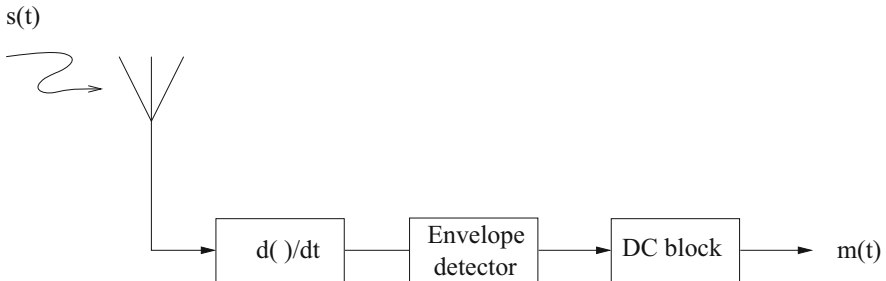 s(t)
d( )/dt
Envelope
detector
DC block
m(t)